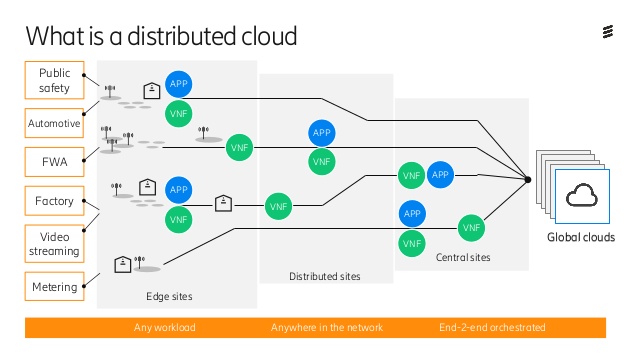 What is a distributed cloud
Public
safety
Automotive
FWA
Factory
Video
streaming
Metering
APP
VNF
VNF
APP
VNF
APP
VNF
VNF
VNF
APP
APP
VNF
VNF
Edge sites
Distributed sites
Central sites
Global clouds
Any workload
Anywhere in the network
End-2-end orchestrated